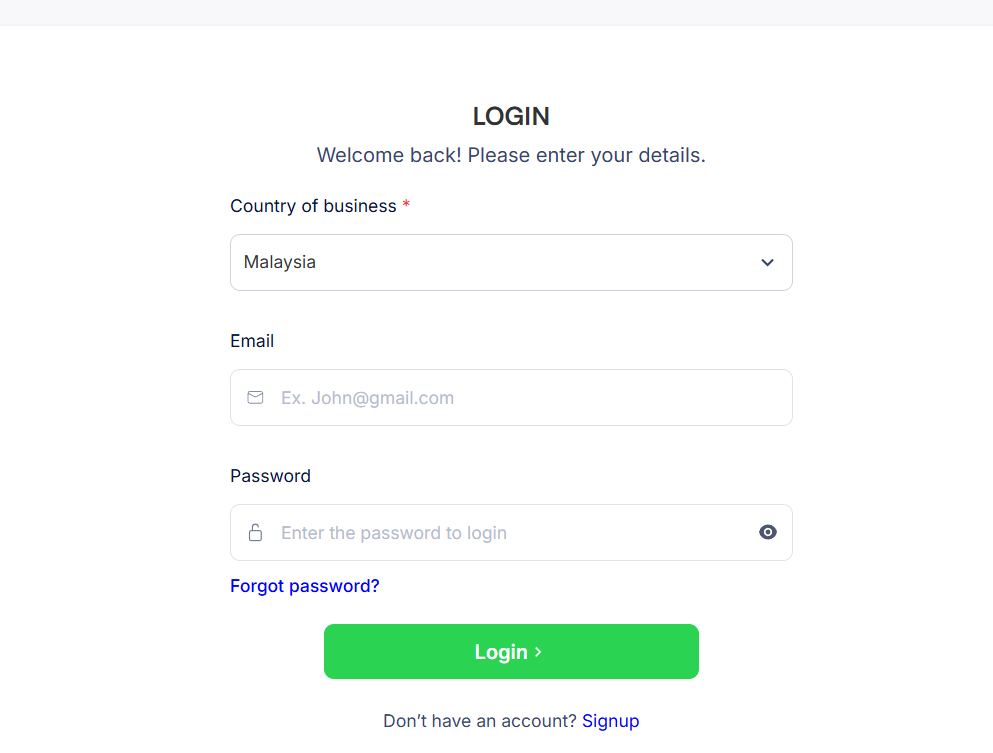 LOGIN
Welcome back! Please enter your details.
Country of business *
Malaysia
Email
Ex. John@gmail.com
Password
Enter the password to login
Forgot password?
Login ›
Don’t have an account? Signup